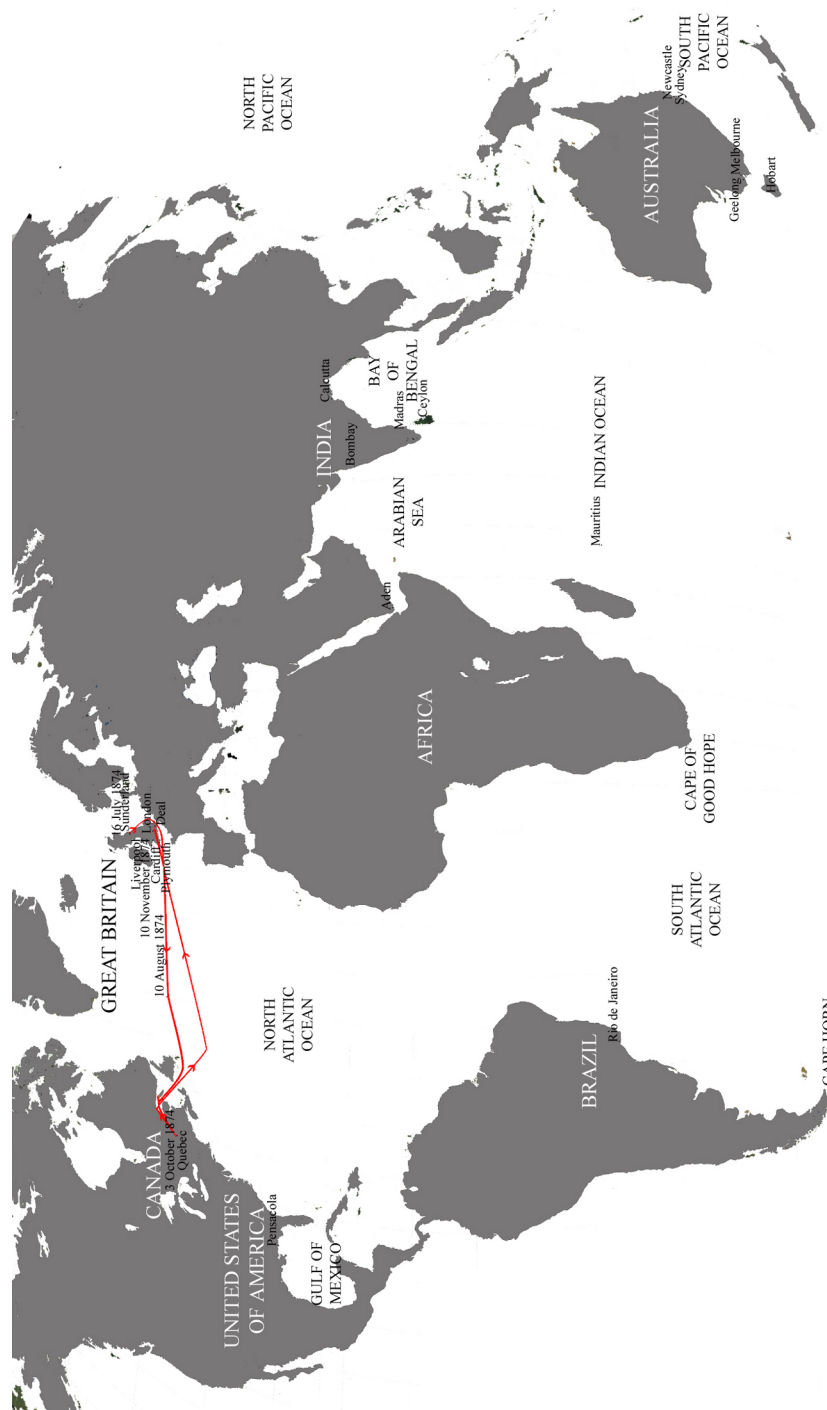 GREAT BRITAIN
16 July 1874
Sunderland
Liverpool
10 November 1874 London
Cardiff
Deal
Plymouth
10 August 1874
CANADA
3 October 1874
Quebec
UNITED STATES
OF AMERICA
Pensacola
GULF OF
MEXICO
NORTH
ATLANTIC
OCEAN
NORTH
PACIFIC
OCEAN
INDIA
Calcutta
Bombay
BAY
OF
BENGAL
Madras
Ceylon
ARABIAN
SEA
Aden
AFRICA
Mauritius
INDIAN OCEAN
BRAZIL
Rio de Janeiro
SOUTH
ATLANTIC
OCEAN
CAPE OF
GOOD HOPE
AUSTRALIA
Newcastle
Sydney
SOUTH
PACIFIC
OCEAN
Geelong Melbourne
Hobart
CAPE HORN